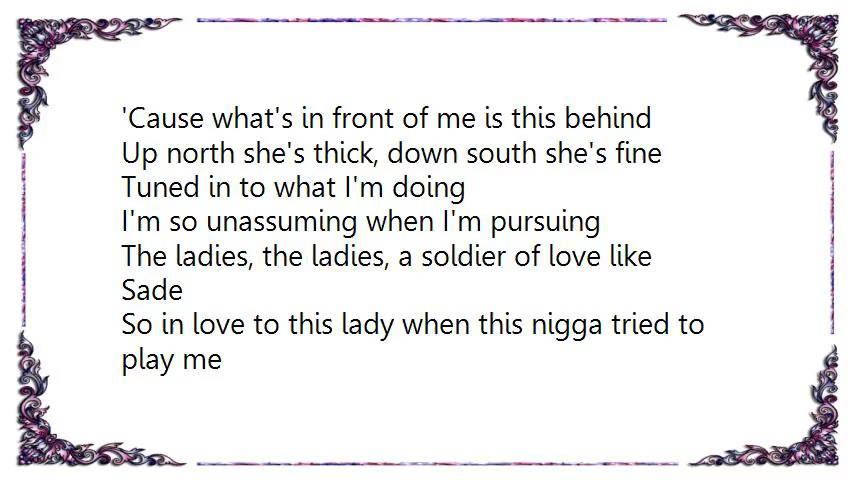 'Cause what's in front of me is this behind
Up north she's thick, down south she's fine
Tuned in to what I'm doing
I'm so unassuming when I'm pursuing
The ladies, the ladies, a soldier of love like
Sade
So in love to this lady when this nigga tried to
play me